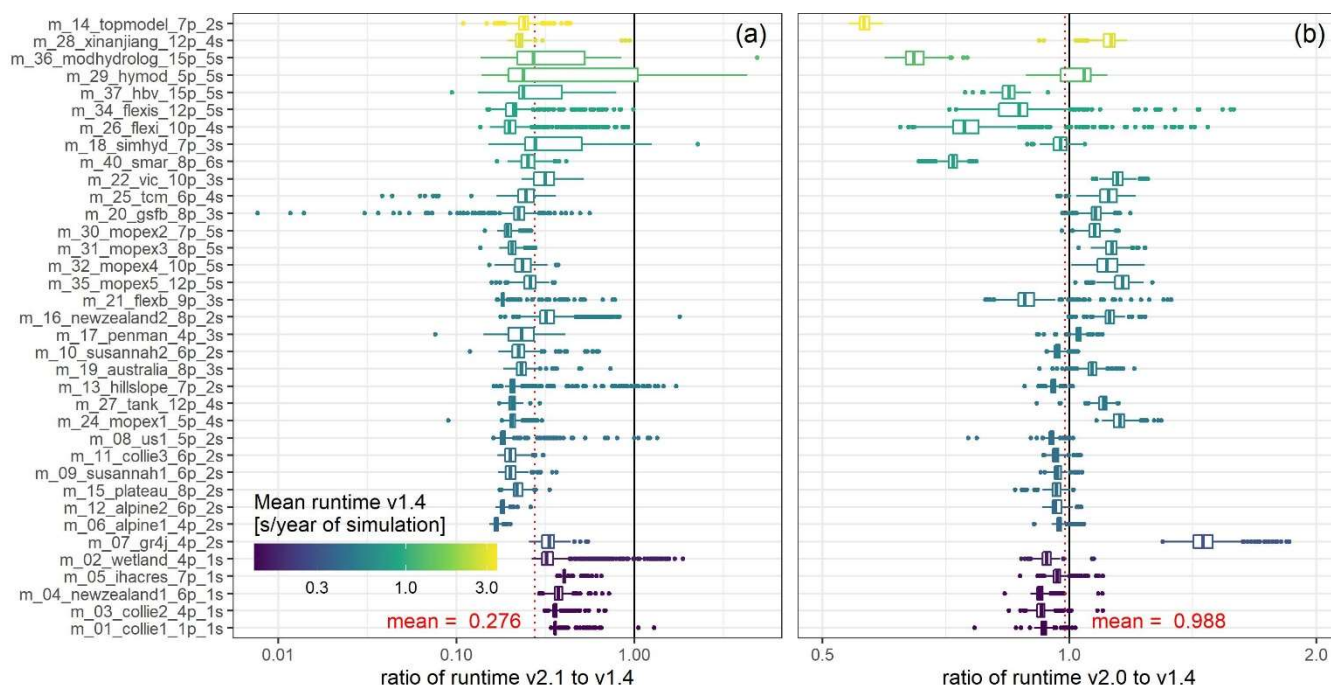 m_14_topmodel_7p_2s
m_28_xinanjiang_12p_4s
m_36_modhydrolog_15p_5s
m_29_hymod_5p_5s
m_37_hbv_15p_5s
m_34_flexis_12p_5s
m_26_flexi_10p_4s
m_18_simhyd_7p_3s
m_40_smar_8p_6s
m_22_vic_10p_3s
m_25_tcm_6p_4s
m_20_gsfb_8p_3s
m_30_mopex2_7p_5s
m_31_mopex3_8p_5s
m_32_mopex4_10p_5s
m_35_mopex5_12p_5s
m_21_flexb_9p_3s
m_16_newzealand2_8p_2s
m_17_penman_4p_3s
m_10_susannah2_6p_2s
m_19_australia_8p_3s
m_13_hillslope_7p_2s
m_27_tank_12p_4s
m_24_mopex1_5p_4s
m_08_us1_5p_2s
m_11_collie3_6p_2s
m_09_susannah1_6p_2s
m_15_plateau_8p_2s
m_12_alpine2_6p_2s
m_06_alpine1_4p_2s
m_07_gr4j_4p_2s
m_02_wetland_4p_1s
m_05_ihacres_7p_1s
m_04_newzealand1_6p_1s
m_03_collie2_4p_1s
m_01_collie1_1p_1s
(a)
Mean runtime v1.4
[s/year of simulation]
0.3 1.0 3.0
mean = 0.276
0.01 0.10 1.00
ratio of runtime v2.1 to v1.4
(b)
mean = 0.988
0.5 1.0 2.0
ratio of runtime v2.0 to v1.4